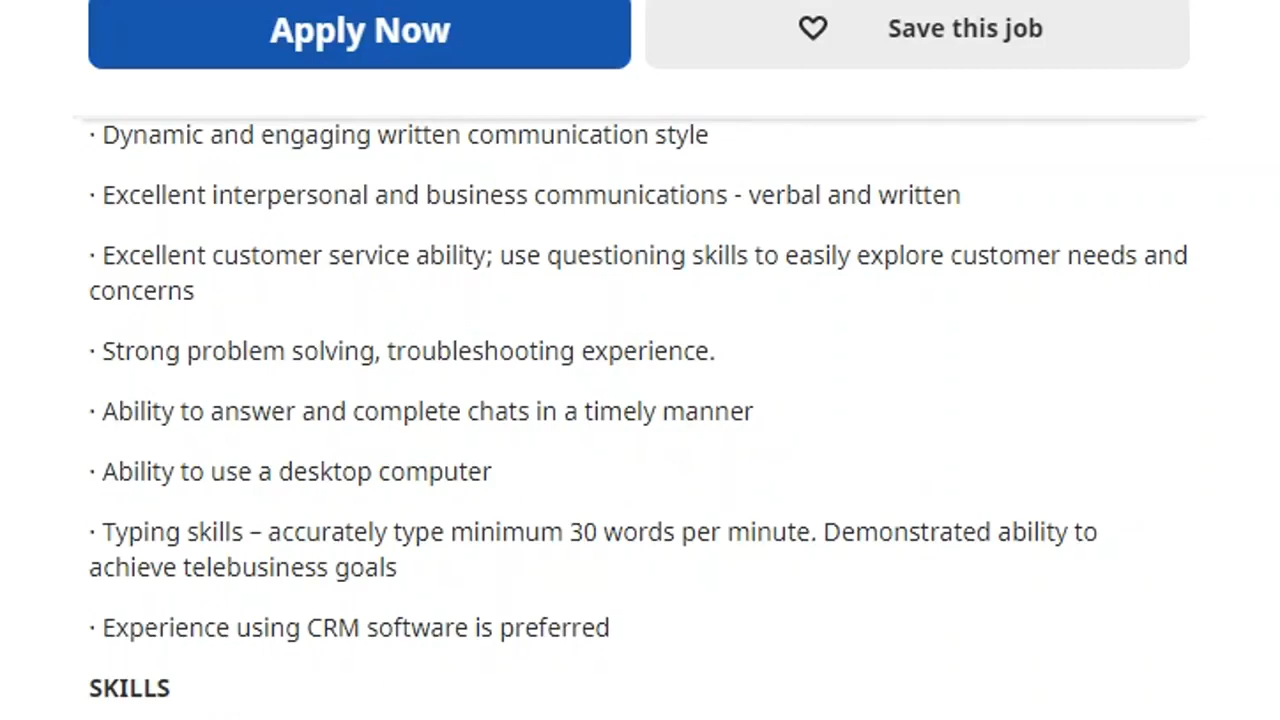 Apply Now
Save this job
· Dynamic and engaging written communication style
· Excellent interpersonal and business communications - verbal and written
· Excellent customer service ability; use questioning skills to easily explore customer needs and
concerns
· Strong problem solving, troubleshooting experience.
· Ability to answer and complete chats in a timely manner
· Ability to use a desktop computer
· Typing skills – accurately type minimum 30 words per minute. Demonstrated ability to
achieve telebusiness goals
· Experience using CRM software is preferred
SKILLS